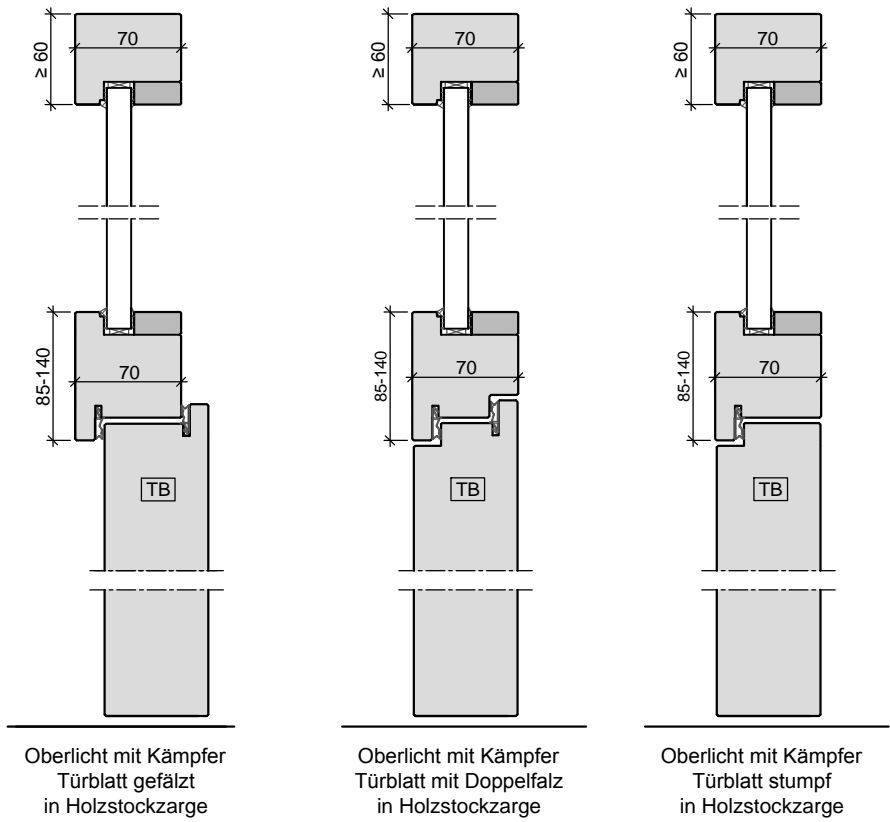 70
≥ 60
70
≥ 60
70
≥ 60
85-140
70
85-140
70
85-140
70
TB
TB
TB
Oberlicht mit Kämpfer
Türblatt gefälzt
in Holzstockzarge
Oberlicht mit Kämpfer
Türblatt mit Doppelfalz
in Holzstockzarge
Oberlicht mit Kämpfer
Türblatt stumpf
in Holzstockzarge